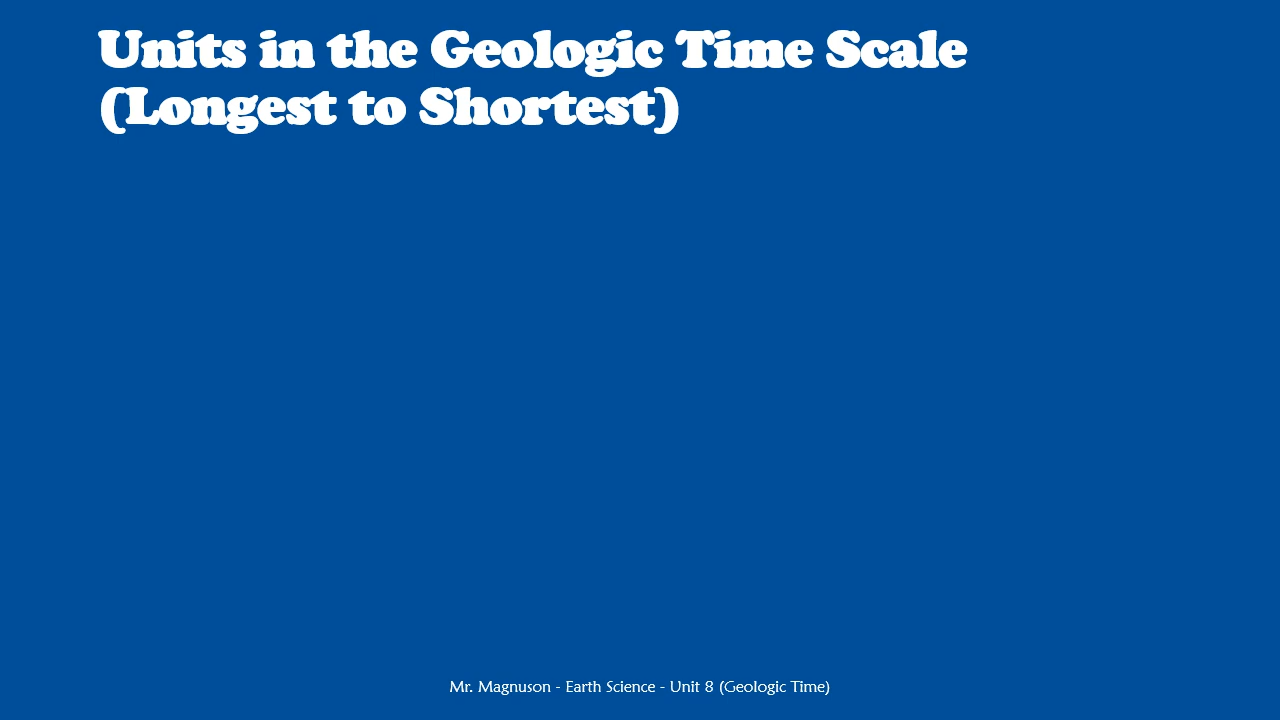 Units in the Geologic Time Scale
(Longest to Shortest)
Mr. Magnuson - Earth Science - Unit 8 (Geologic Time)